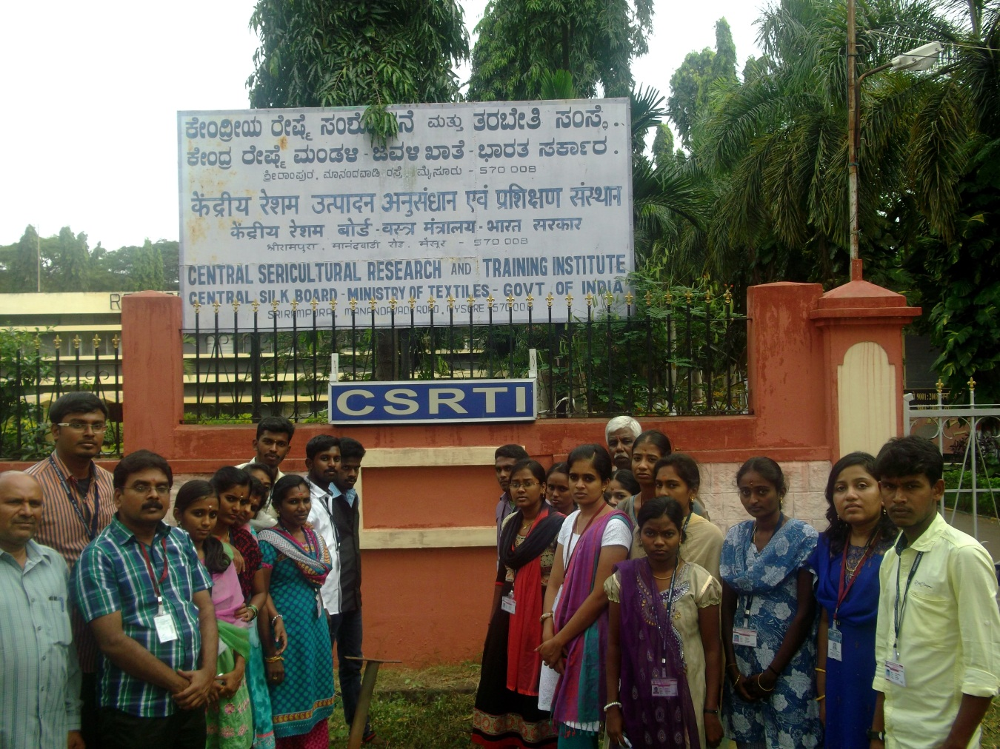 ಕೇಂದ್ರೀಯ ರೇಷ್ಮೆ ಸಂಶೋಧನೆ ಮತ್ತು ತರಬೇತಿ ಸಂಸ್ಥೆ.
ಕೇಂದ್ರ ರೇಷ್ಮೆ ಮಂಡಳಿ - ಜವಳಿ ಖಾತೆ - ಭಾರತ ಸರ್ಕಾರ.
ಶ್ರೀರಾಂಪುರ, ಮಾನಂದವಾಡಿ ರಸ್ತೆ, ಮೈಸೂರು - 570 008
केंद्रीय रेशम उत्पादन अनुसंधान एवं प्रशिक्षण संस्थान
केंद्रीय रेशम बोर्ड - वस्त्र मंत्रालय - भारत सरकार
श्रीरामपुरा, मानंदवाडी रोड, मैसूर - 570 008
CENTRAL SERICULTURAL RESEARCH AND TRAINING INSTITUTE
CENTRAL SILK BOARD - MINISTRY OF TEXTILES - GOVT. OF INDIA
SRIRAMPURA, MANANDAVADI ROAD, MYSORE - 570 008
CSRTI